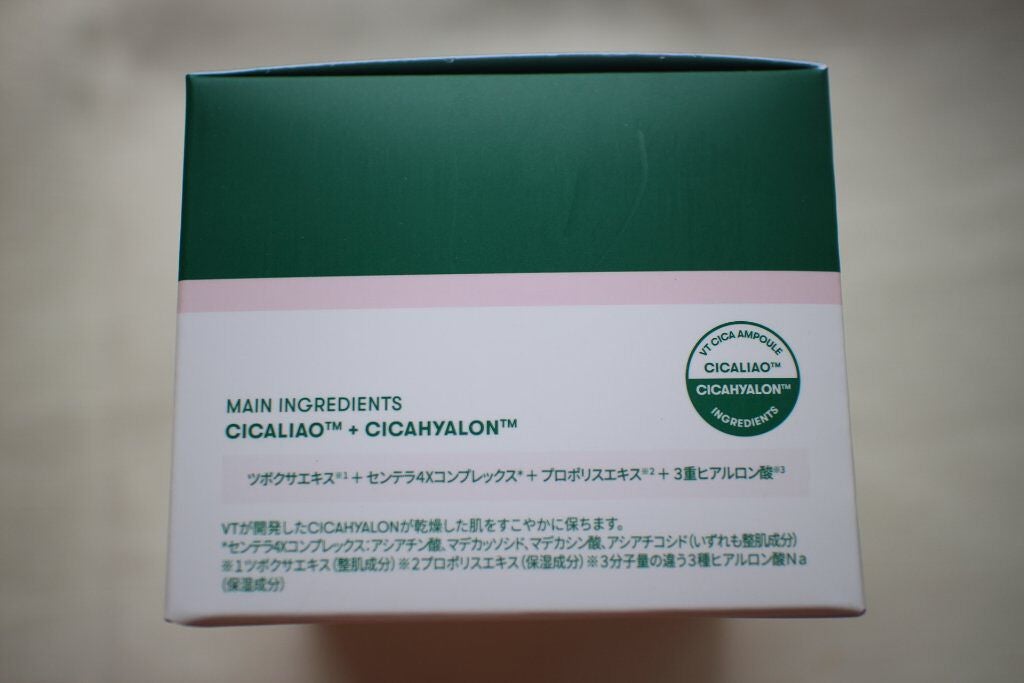 VT CICA AMPOULE
CICALIAO™
CICAHYALON™
INGREDIENTS
MAIN INGREDIENTS
CICALIAO™ + CICAHYALON™
ツボクサエキス※1 + センテラ4Xコンプレックス* + プロポリスエキス※2 + 3重ヒアルロン酸※3
VTが開発したCICAHYALONが乾燥した肌をすこやかに保ちます。
*センテラ4Xコンプレックス：アシアチン酸、マデカッソシド、マデカシン酸、アシアチコシド（いずれも整肌成分）
※1ツボクサエキス（整肌成分）※2プロポリスエキス（保湿成分）※3分子量の違う3種ヒアルロン酸Na
（保湿成分）